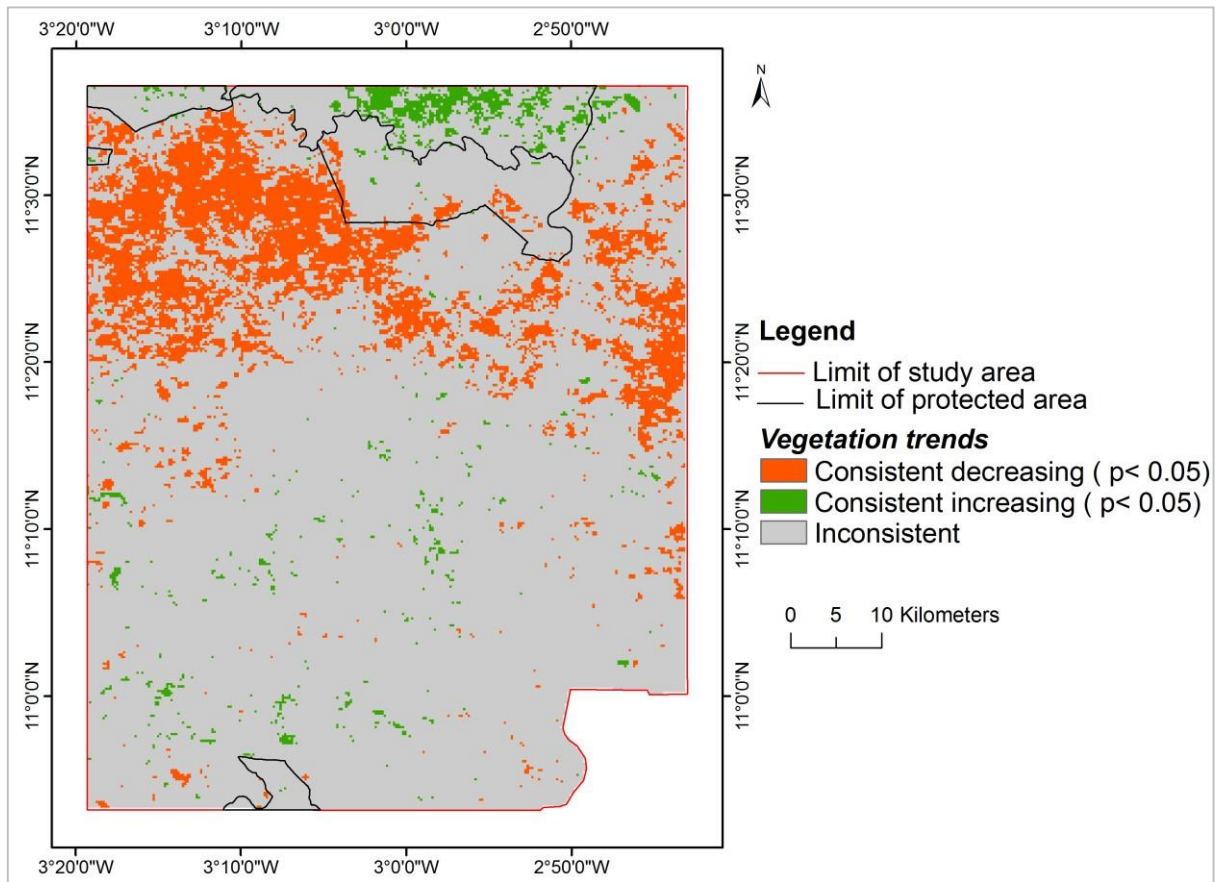 3°20'0"W 3°10'0"W 3°0'0"W 2°50'0"W
N
11°30'0"N 11°30'0"N
11°20'0"N 11°20'0"N
11°10'0"N 11°10'0"N
11°0'0"N 11°0'0"N
Legend
Limit of study area
Limit of protected area
Vegetation trends
Consistent decreasing ( p< 0.05)
Consistent increasing ( p< 0.05)
Inconsistent
0 5 10 Kilometers
3°20'0"W 3°10'0"W 3°0'0"W 2°50'0"W